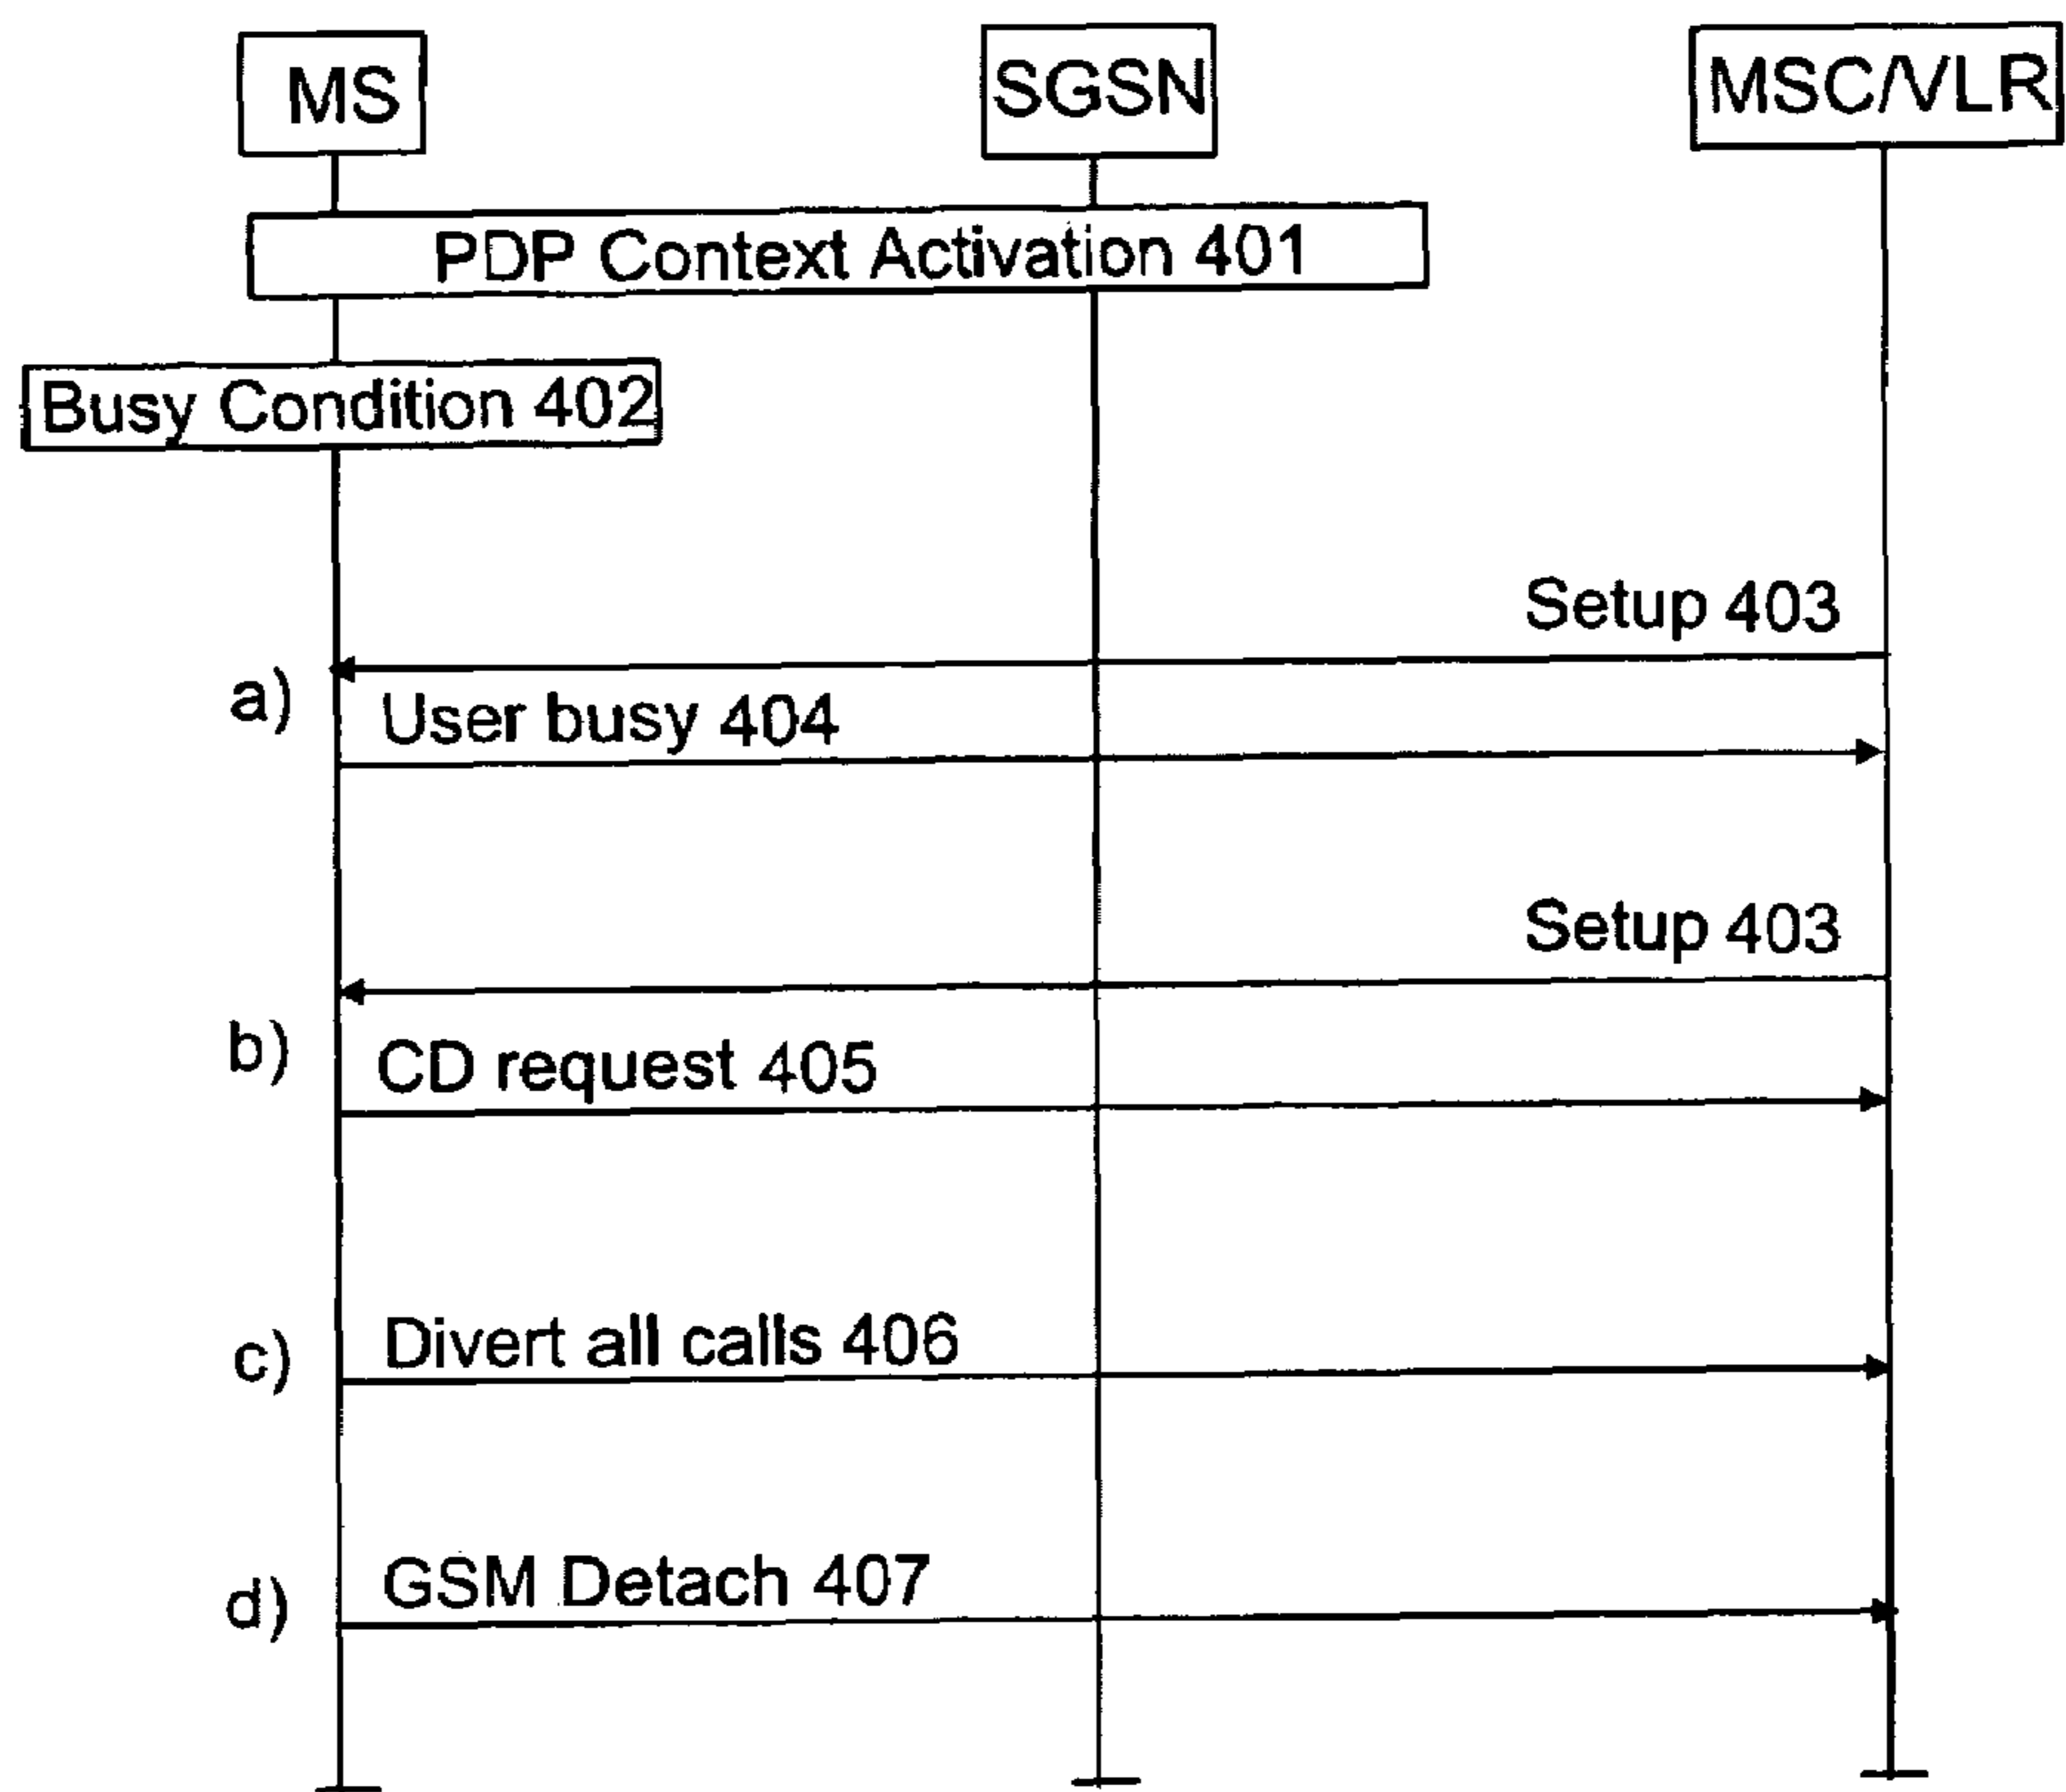 MS
SGSN
MSC/VLR
PDP Context Activation 401
Busy Condition 402
Setup 403
a)
User busy 404
Setup 403
b)
CD request 405
c)
Divert all calls 406
d)
GSM Detach 407